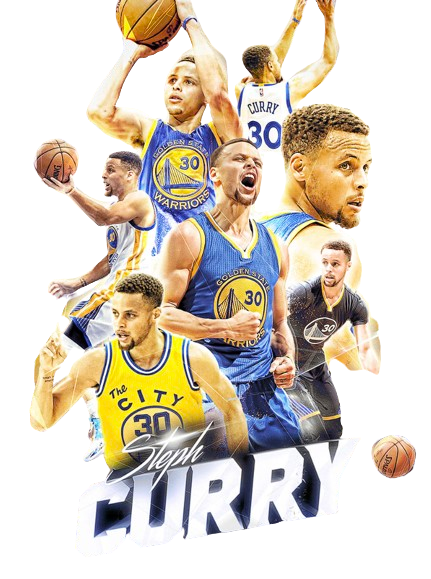 CURRY
30
GOLDEN STATE
30
WARRIORS
GOLDEN STATE
30
WARRIORS
30
The
CITY
30
Steph
CURRY